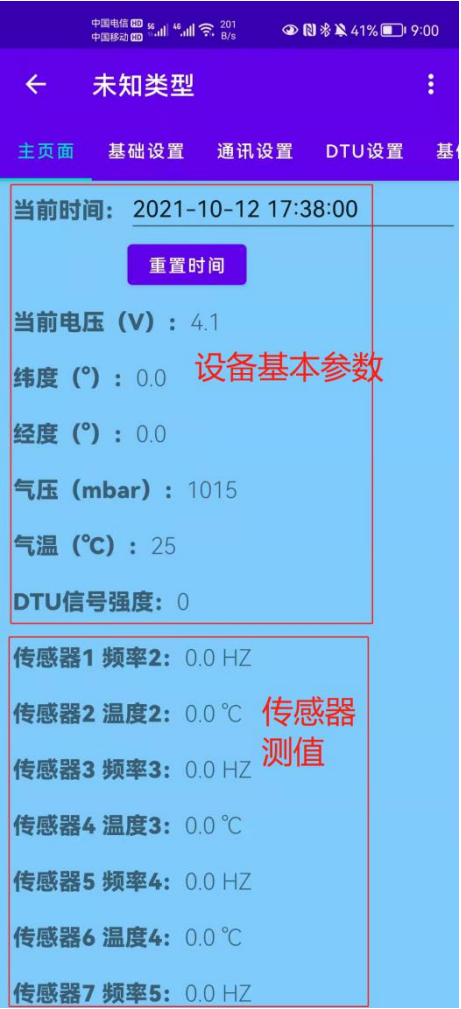 中国电信 HD 5G 4G 201
中国移动 HD B/s 41% 9:00
未知类型
主页面 基础设置 通讯设置 DTU设置
当前时间: 2021-10-12 17:38:00
重置时间
当前电压（V）: 4.1
纬度（°）: 0.0
设备基本参数
经度（°）: 0.0
气压（mbar）: 1015
气温（℃）: 25
DTU信号强度: 0
传感器1 频率2: 0.0 HZ
传感器2 温度2: 0.0 ℃
传感器
测值
传感器3 频率3: 0.0 HZ
传感器4 温度3: 0.0 ℃
传感器5 频率4: 0.0 HZ
传感器6 温度4: 0.0 ℃
传感器7 频率5: 0.0 HZ